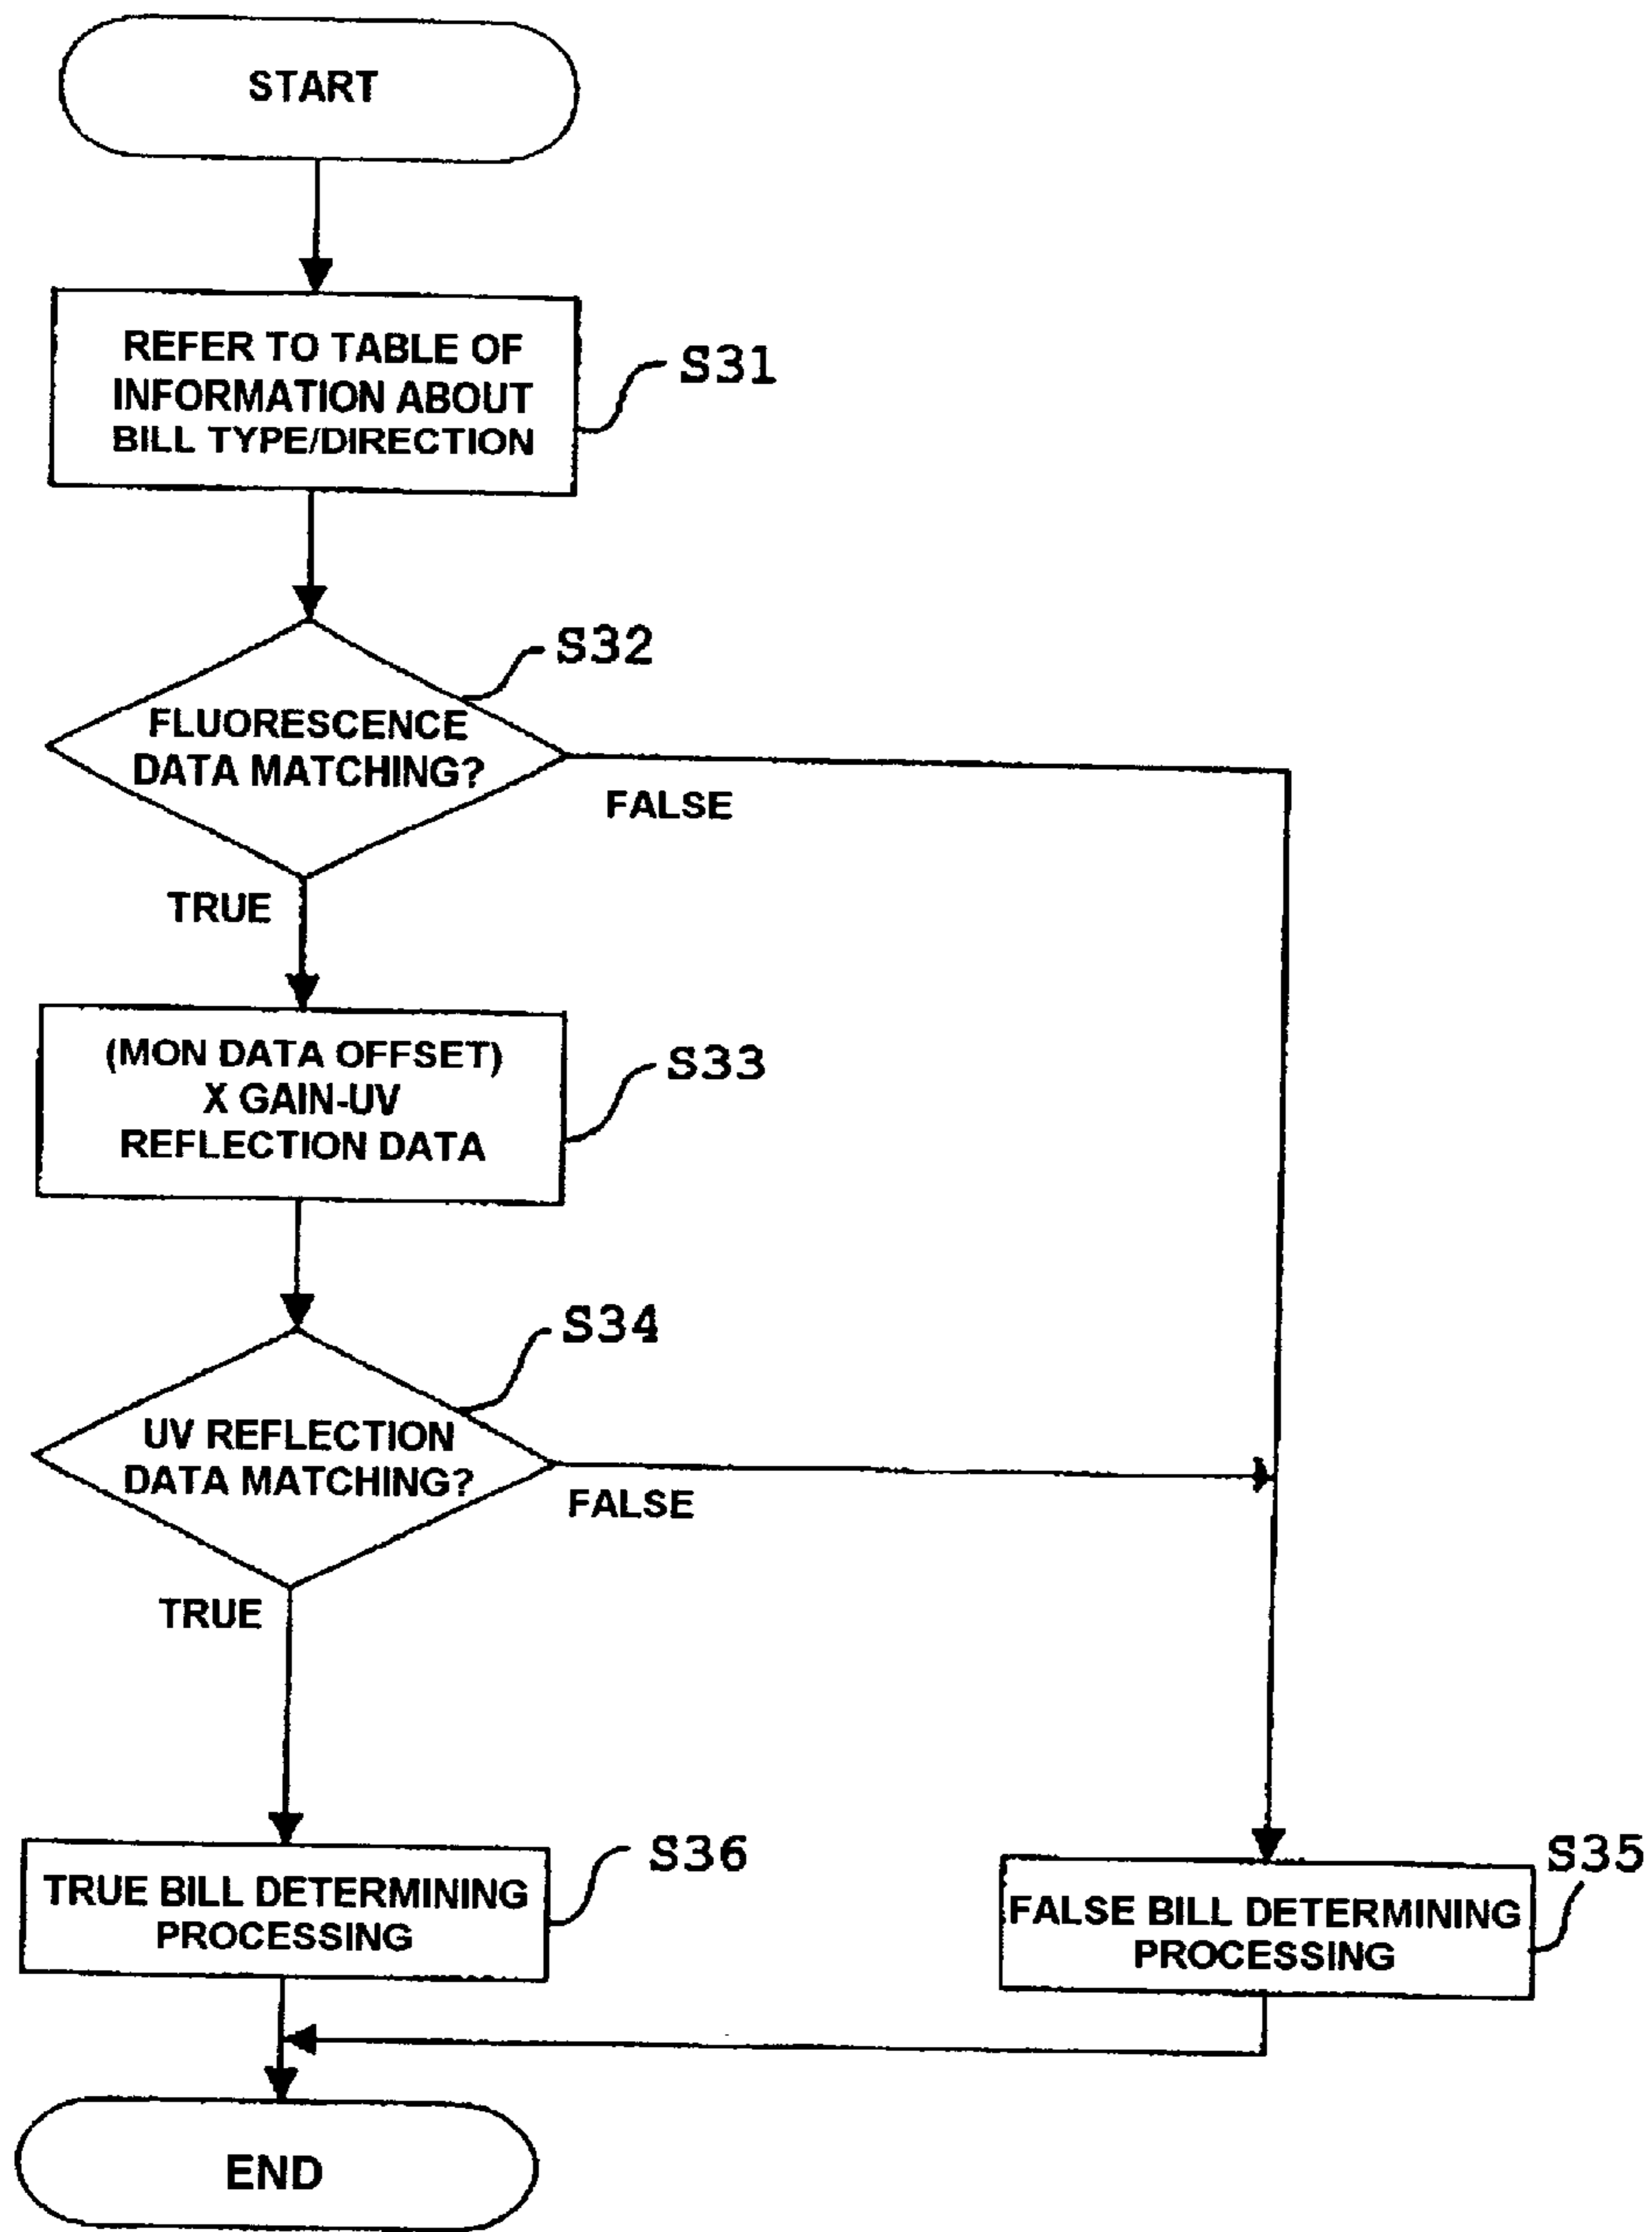 START
REFER TO TABLE OF
INFORMATION ABOUT
BILL TYPE/DIRECTION
S31
S32
FLUORESCENCE
DATA MATCHING?
FALSE
TRUE
(MON DATA OFFSET)
X GAIN-UV
REFLECTION DATA
S33
S34
UV REFLECTION
DATA MATCHING?
FALSE
TRUE
TRUE BILL DETERMINING
PROCESSING
S36
FALSE BILL DETERMINING
PROCESSING
S35
END